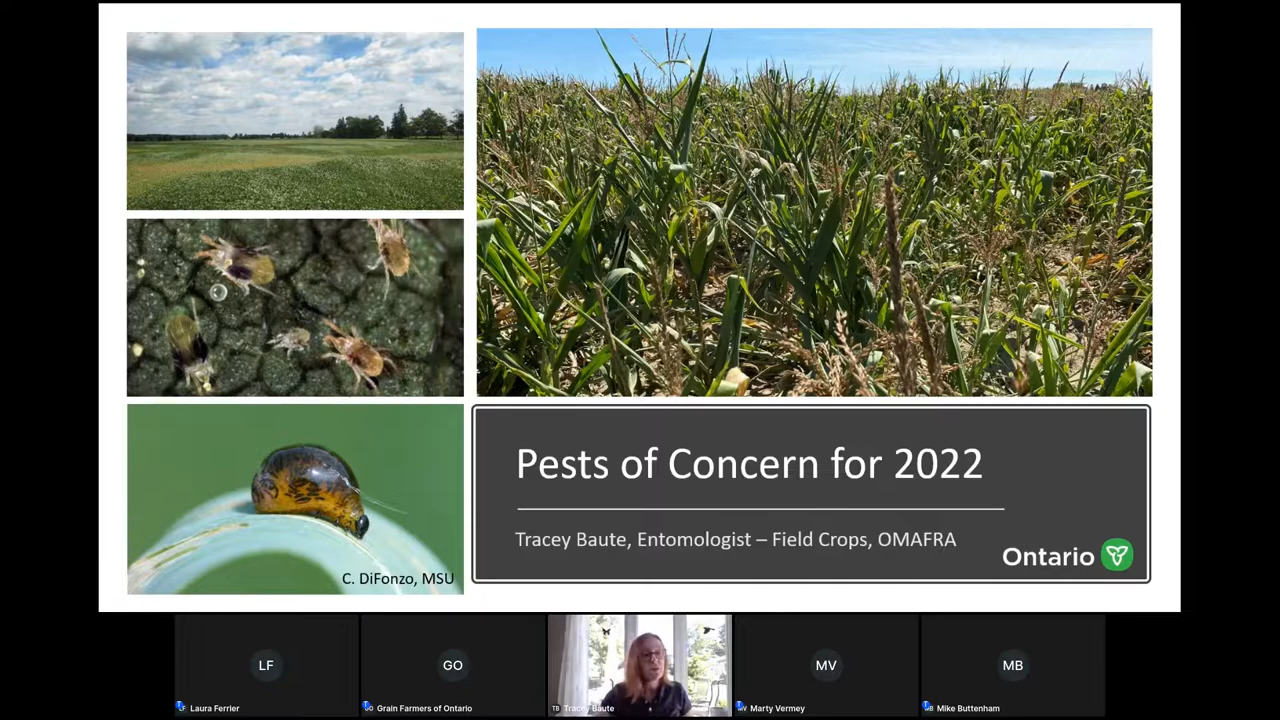 C. DiFonzo, MSU
Pests of Concern for 2022
Tracey Baute, Entomologist – Field Crops, OMAFRA
Ontario
LF
GO
MV
MB
Laura Ferrier
Grain Farmers of Ontario
TB Tracey Baute
Marty Vermey
Mike Buttenham